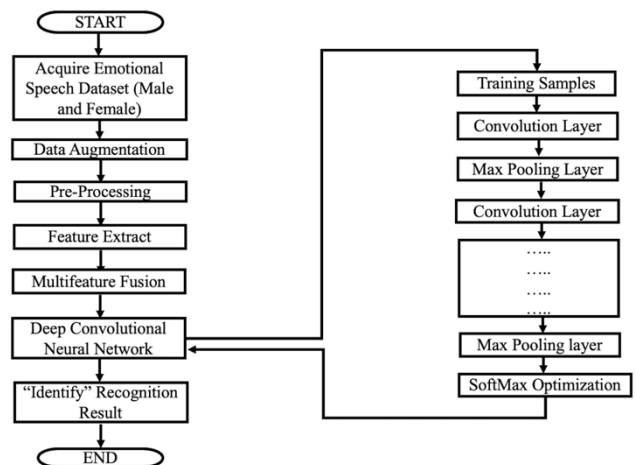 START
Acquire Emotional
Speech Dataset (Male
and Female)
Data Augmentation
Pre-Processing
Feature Extract
Multifeature Fusion
Deep Convolutional
Neural Network
“Identify” Recognition
Result
END
Training Samples
Convolution Layer
Max Pooling Layer
Convolution Layer
…..
….
….
…..
Max Pooling layer
SoftMax Optimization